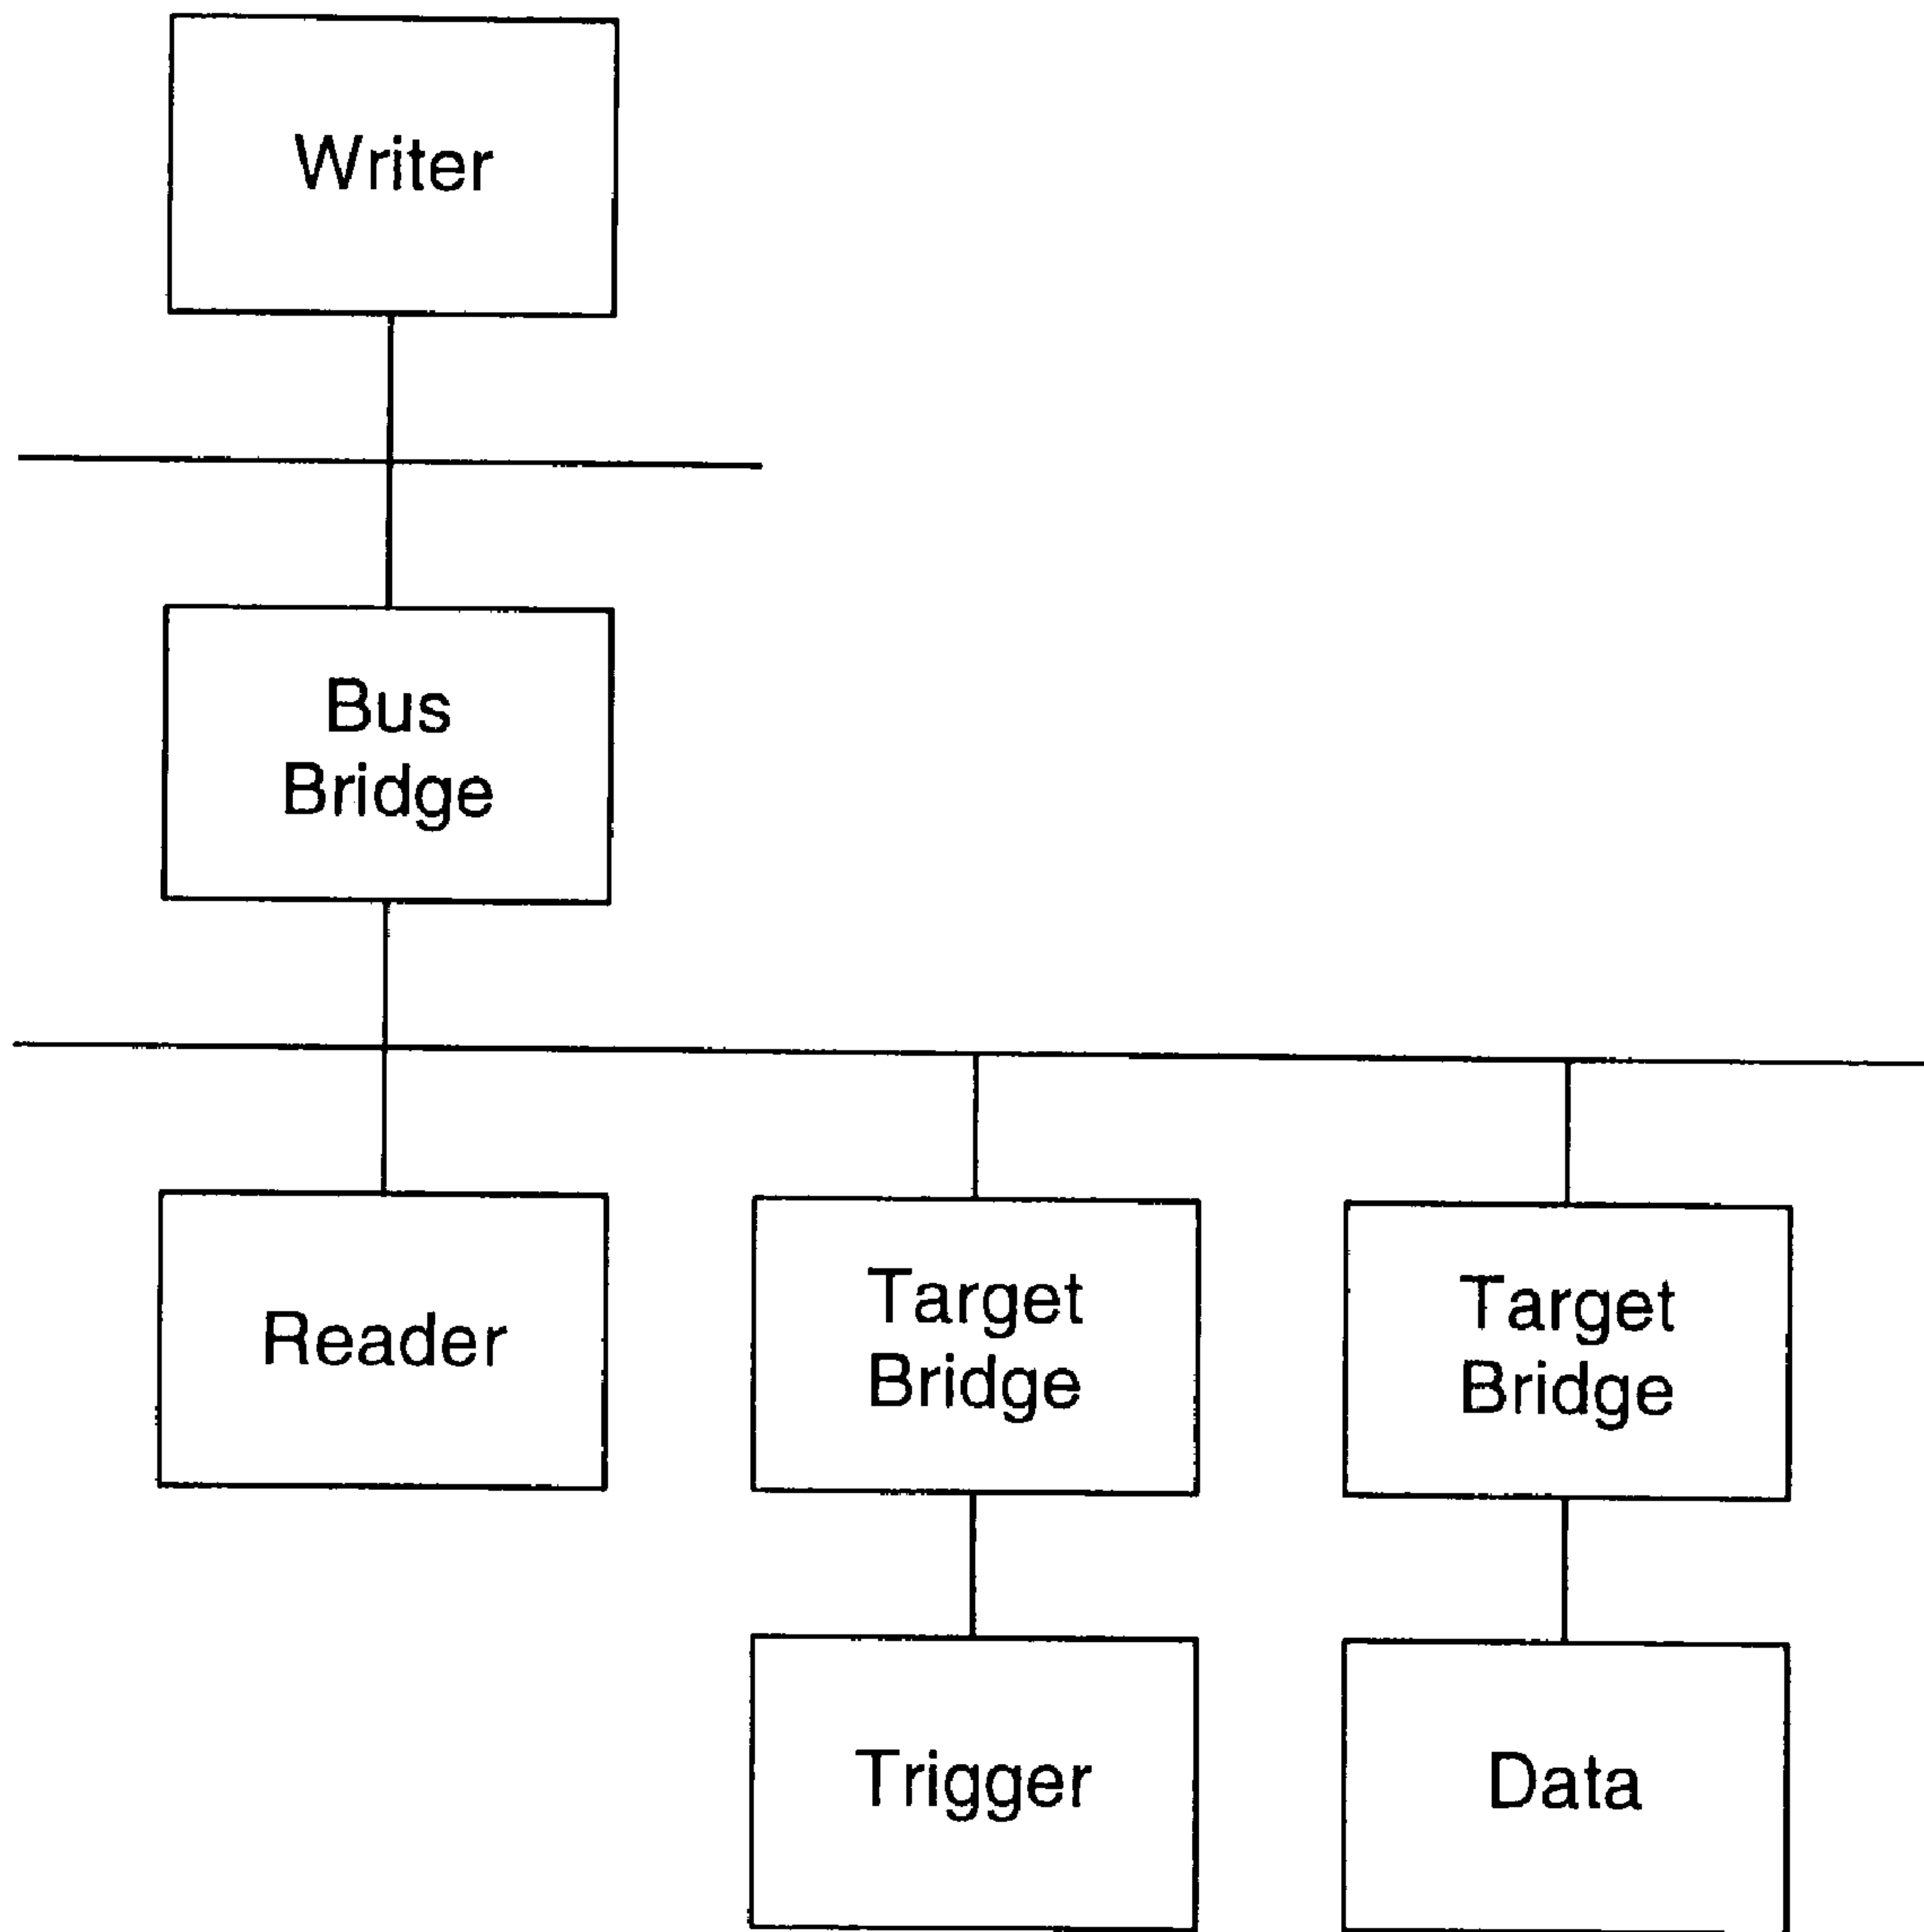 Writer
Bus
Bridge
Reader
Target
Bridge
Target
Bridge
Trigger
Data